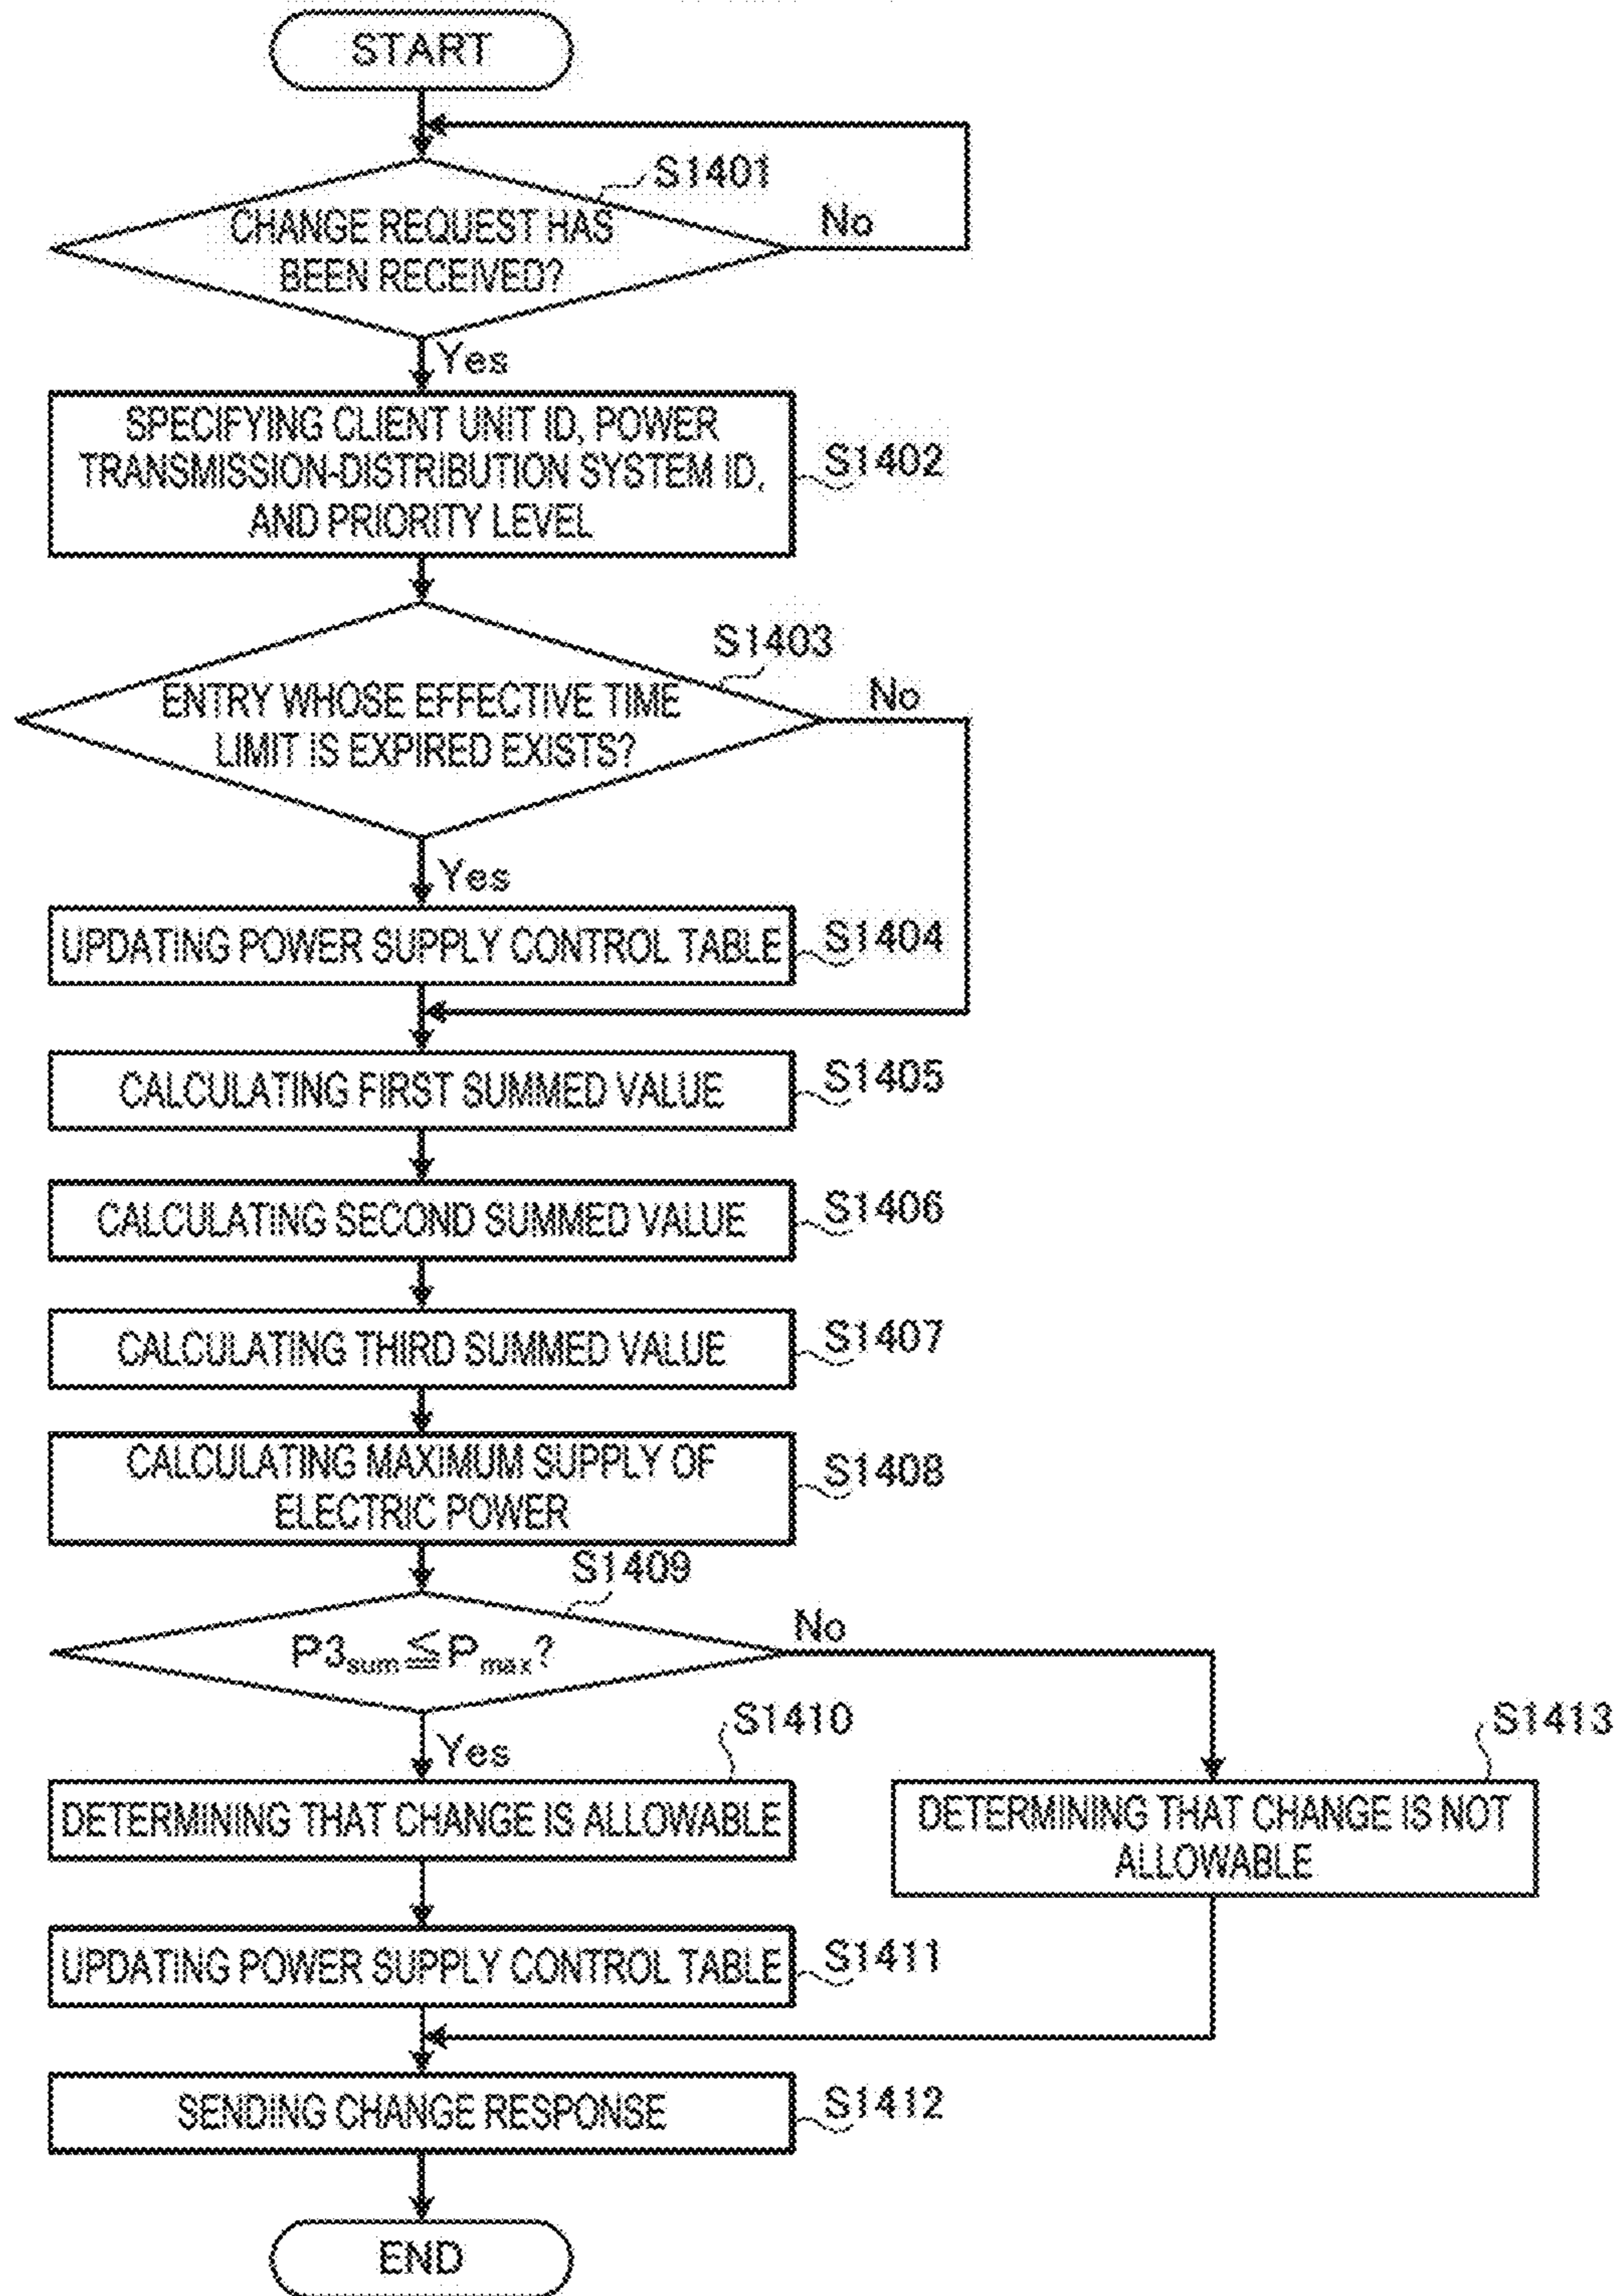 START
S1401
CHANGE REQUEST HAS
BEEN RECEIVED?
No
Yes
SPECIFYING CLIENT UNIT ID, POWER
TRANSMISSION-DISTRIBUTION SYSTEM ID,
AND PRIORITY LEVEL
S1402
S1403
ENTRY WHOSE EFFECTIVE TIME
LIMIT IS EXPIRED EXISTS?
No
Yes
UPDATING POWER SUPPLY CONTROL TABLE
S1404
CALCULATING FIRST SUMMED VALUE
S1405
CALCULATING SECOND SUMMED VALUE
S1406
CALCULATING THIRD SUMMED VALUE
S1407
CALCULATING MAXIMUM SUPPLY OF
ELECTRIC POWER
S1408
S1409
P3sum≦Pmax?
No
Yes
S1410
DETERMINING THAT CHANGE IS ALLOWABLE
S1413
DETERMINING THAT CHANGE IS NOT
ALLOWABLE
UPDATING POWER SUPPLY CONTROL TABLE
S1411
SENDING CHANGE RESPONSE
S1412
END